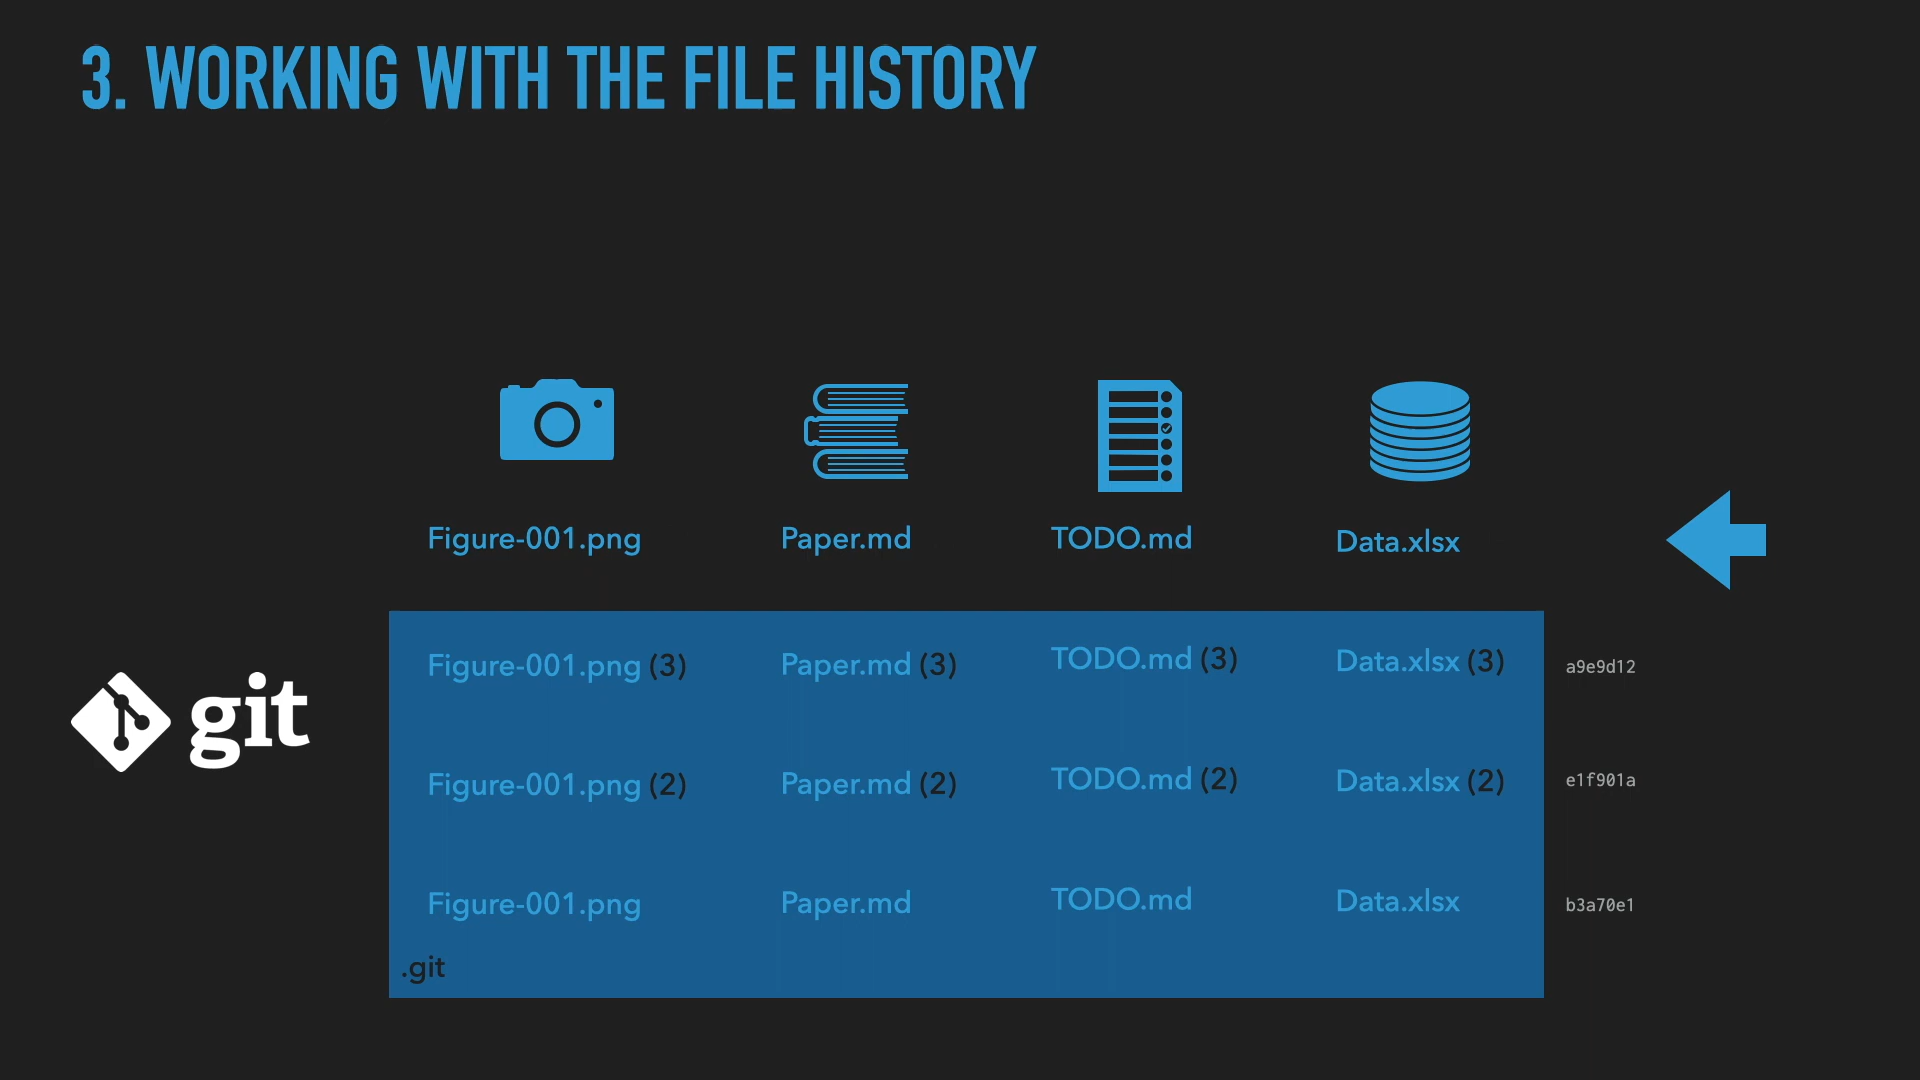 3. WORKING WITH THE FILE HISTORY
Figure-001.png Paper.md TODO.md Data.xlsx
git
Figure-001.png (3) Paper.md (3) TODO.md (3) Data.xlsx (3) a9e9d12
Figure-001.png (2) Paper.md (2) TODO.md (2) Data.xlsx (2) e1f901a
Figure-001.png Paper.md TODO.md Data.xlsx b3a70e1
.git